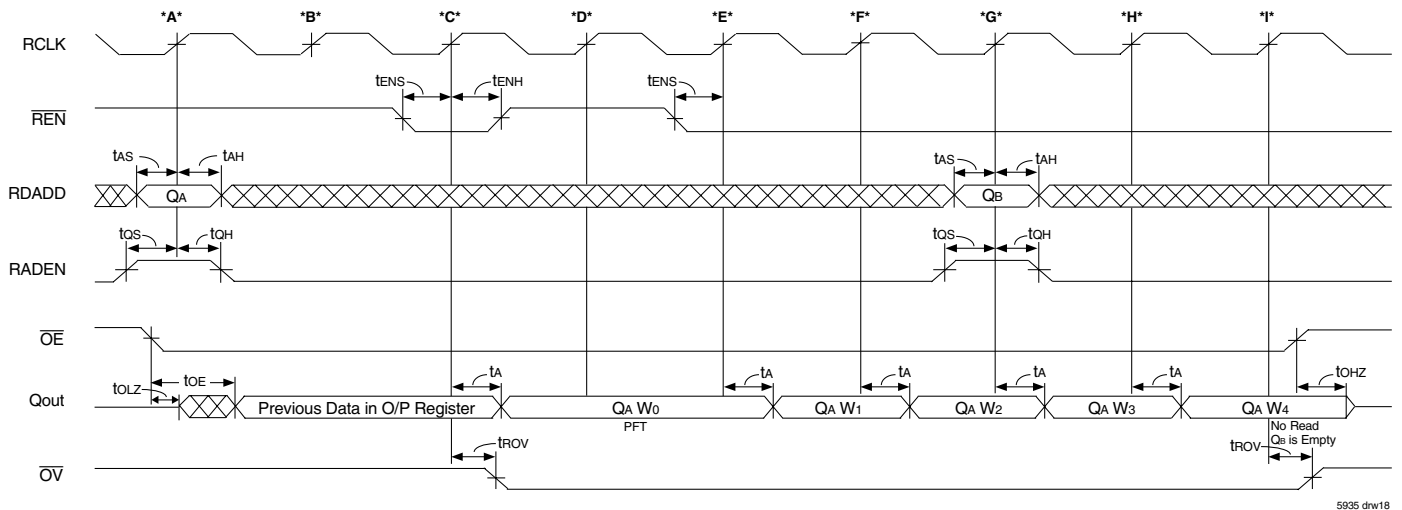 *A* *B* *C* *D* *E* *F* *G* *H* *I*
RCLK
tENS tENH tENS
REN
tAS tAH tAS tAH
RDADD QA QB
tQS tQH tQS tQH
RADEN
OE
tOLZ tOE tA tA tA tA tA tOHZ
Qout Previous Data in O/P Register QA W0 QA W1 QA W2 QA W3 QA W4
PFT No Read
QB is Empty
tROV tROV
OV
5935 drw18